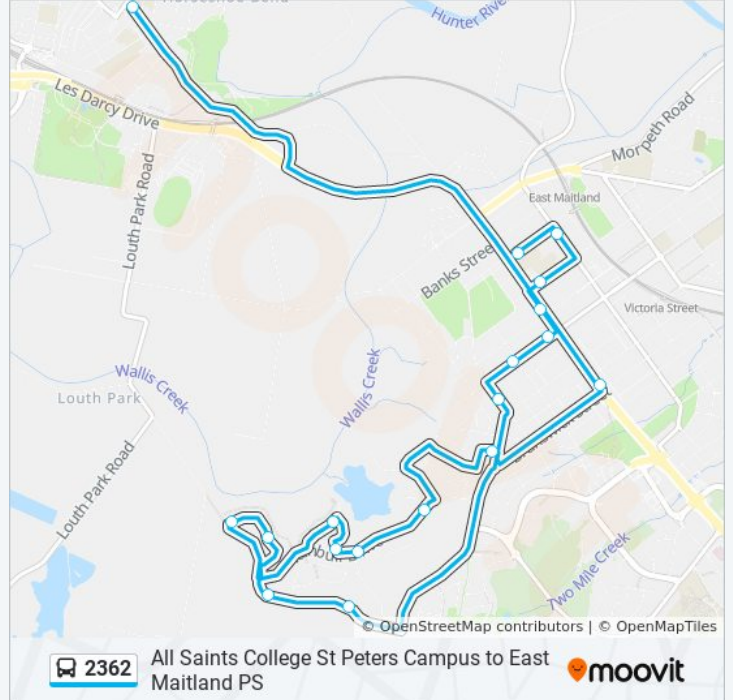 Hunter River
Les Darcy Drive
Morpeth Road
Louth Park Road
East Maitland
Banks Street
Victoria Street
Wallis Creek
Wallis Creek
Louth Park
Louth Park Road
Two Mile Creek
© OpenStreetMap contributors | © OpenMapTiles
2362
All Saints College St Peters Campus to East
Maitland PS
moovit